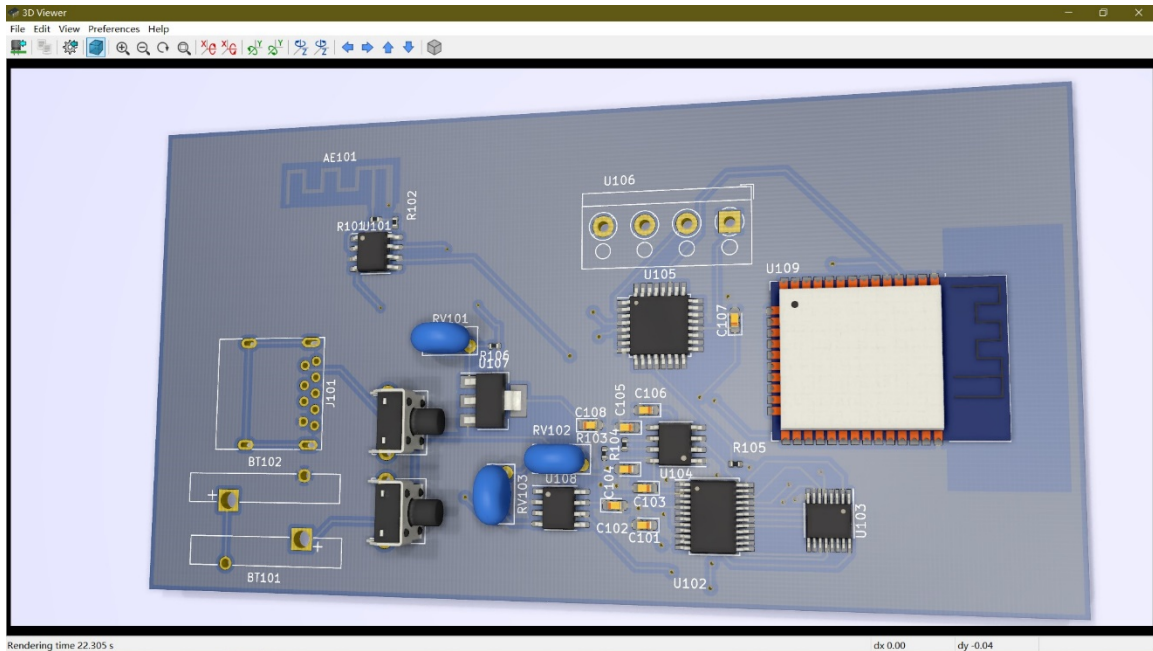 3D Viewer
File Edit View Preferences Help
AE101
R102
R101 U101
U106
U105
U109
C107
RV101
R106
U107
J101
C105
C106
C108
RV102
R103
R104
R105
BT102
U104
C104
U108
RV103
C103
U103
C102
C101
U102
BT101
Rendering time 22.305 s
dx 0.00
dy -0.04